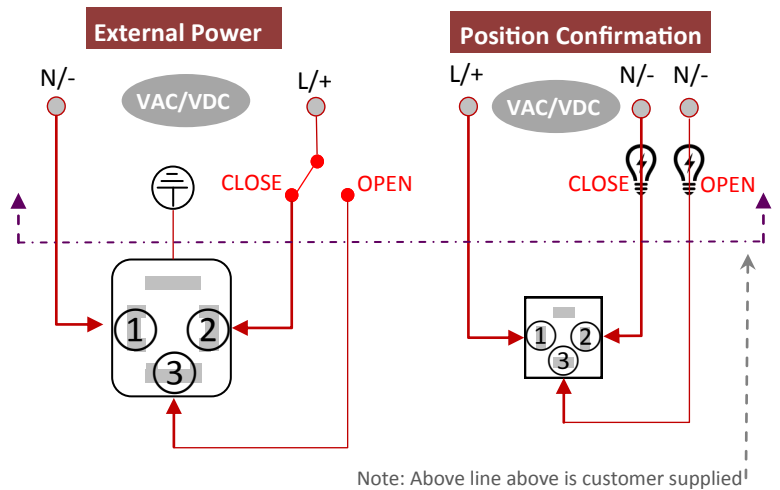 External Power
Position Confirmation
N/-
VAC/VDC
L/+
L/+
VAC/VDC
N/-
N/-
CLOSE
OPEN
CLOSE
OPEN
1
2
3
1
2
3
Note: Above line above is customer supplied